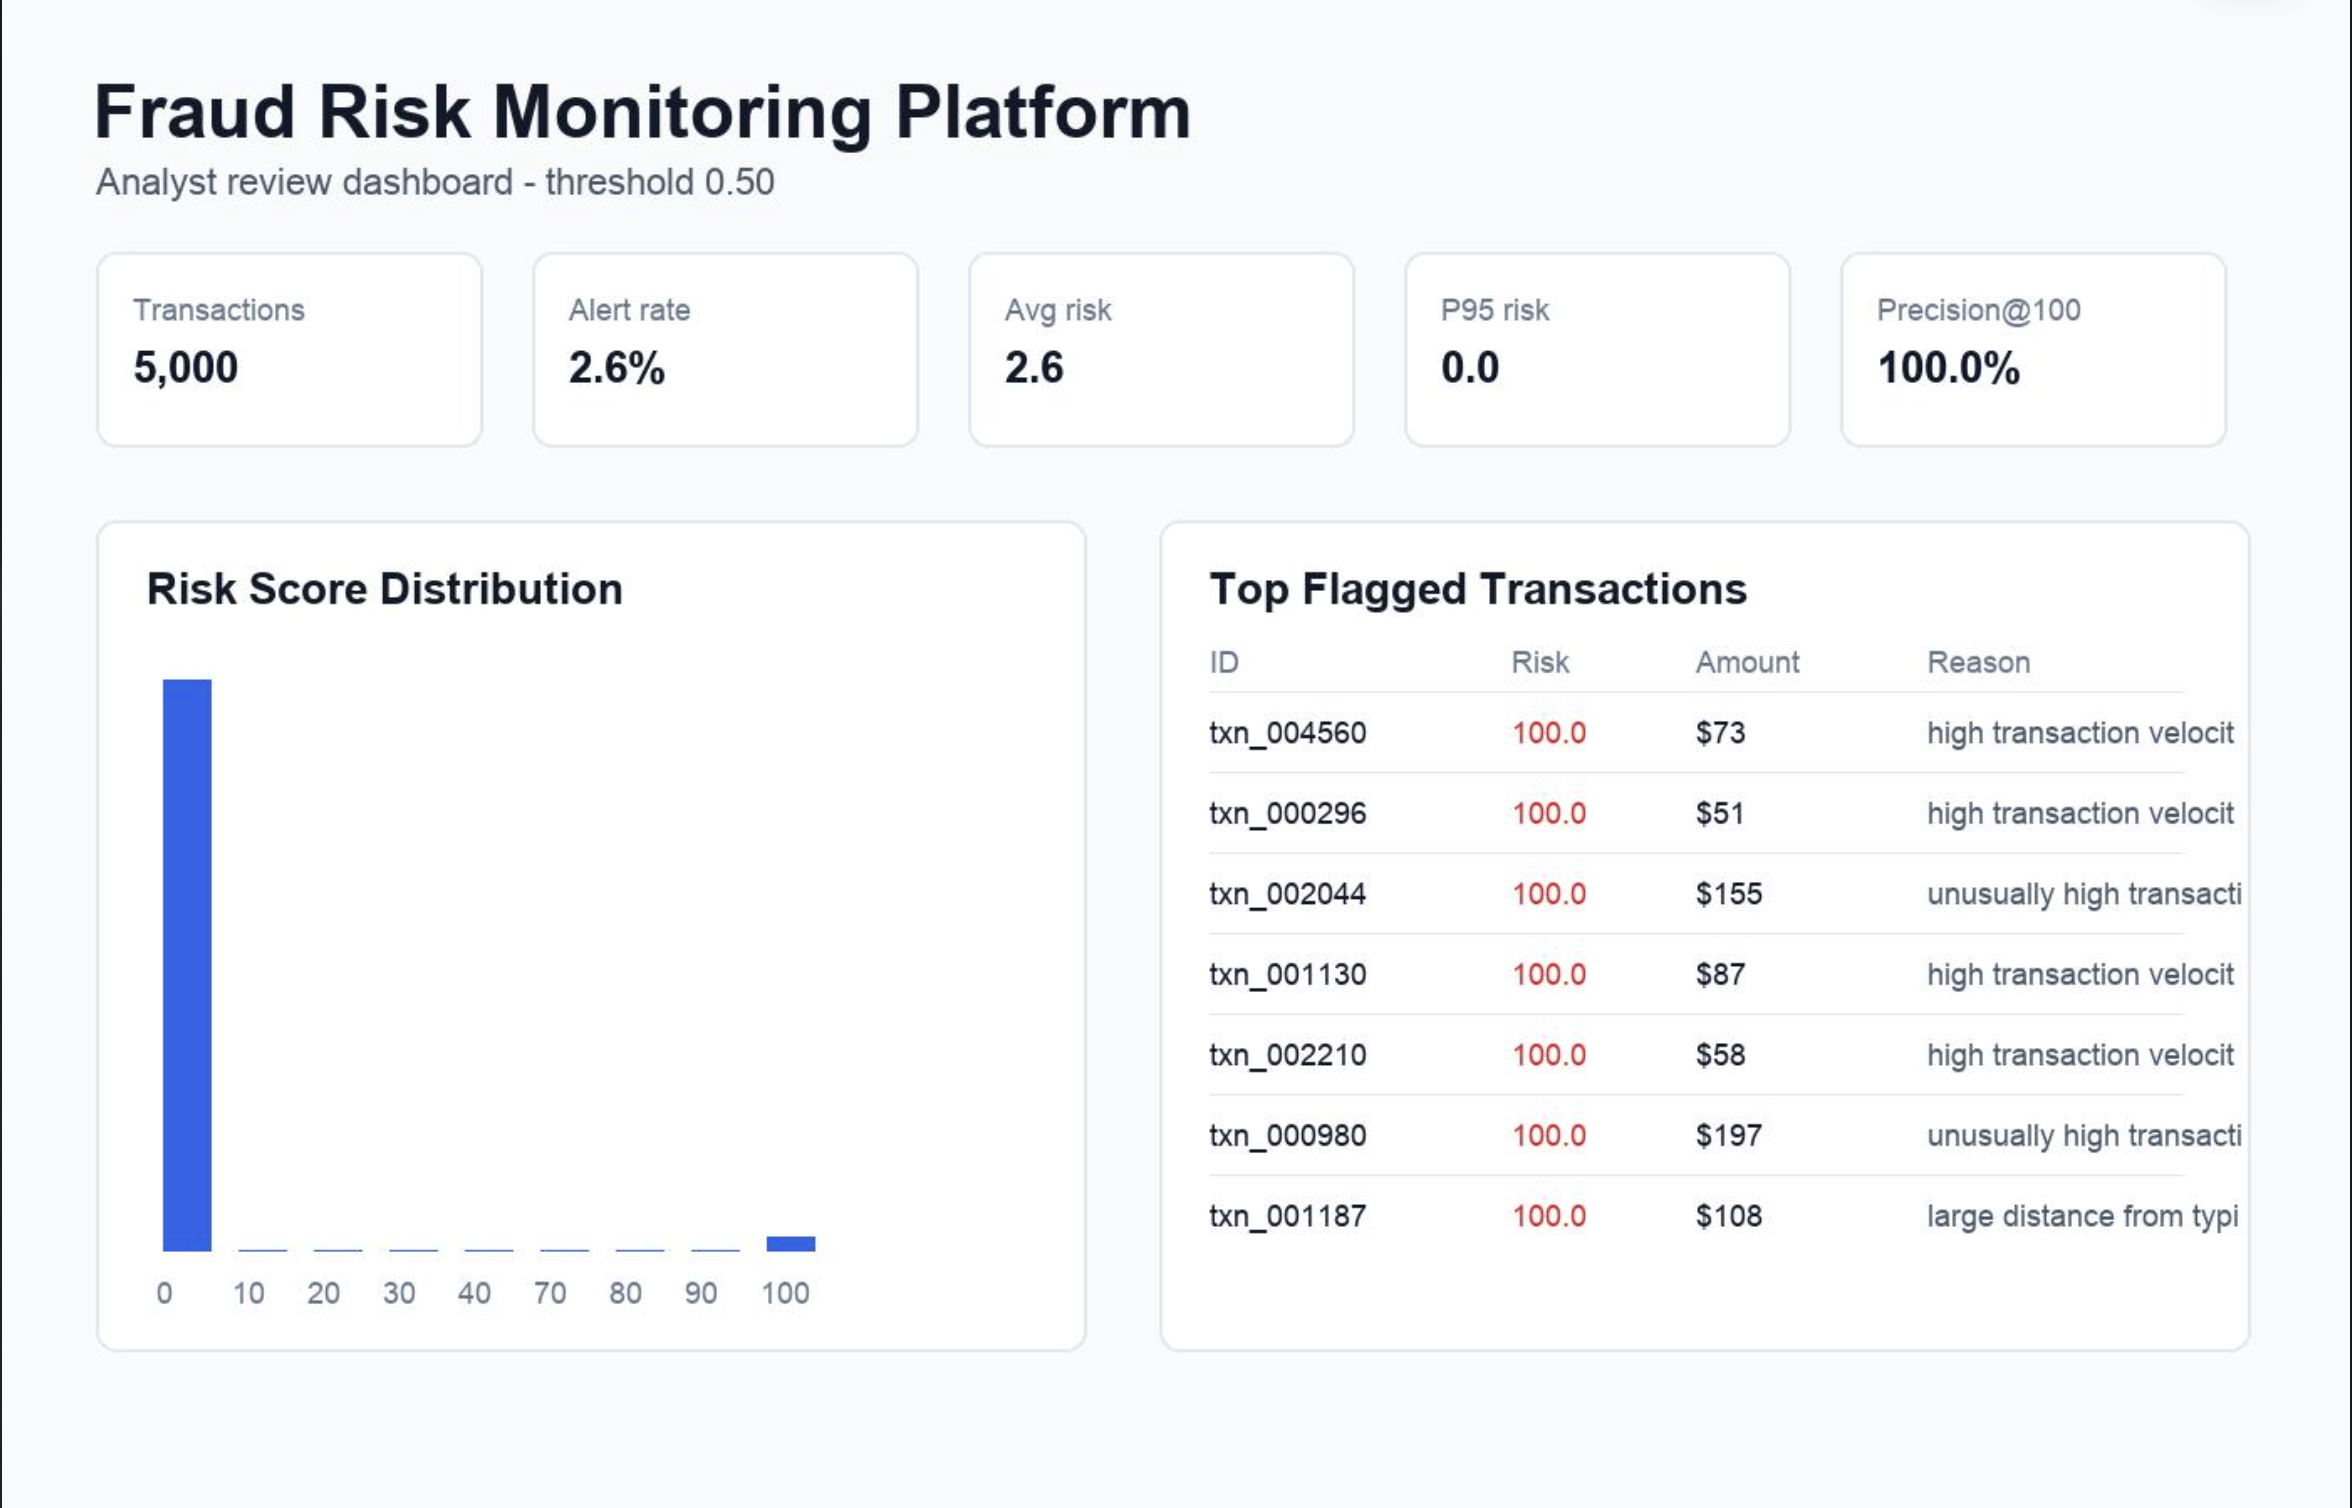 Fraud Risk Monitoring Platform
Analyst review dashboard - threshold 0.50
Transactions
5,000
Alert rate
2.6%
Avg risk
2.6
P95 risk
0.0
Precision@100
100.0%
Risk Score Distribution
0 10 20 30 40 70 80 90 100
Top Flagged Transactions
ID Risk Amount Reason
txn_004560 100.0 $73 high transaction velocit
txn_000296 100.0 $51 high transaction velocit
txn_002044 100.0 $155 unusually high transacti
txn_001130 100.0 $87 high transaction velocit
txn_002210 100.0 $58 high transaction velocit
txn_000980 100.0 $197 unusually high transacti
txn_001187 100.0 $108 large distance from typi